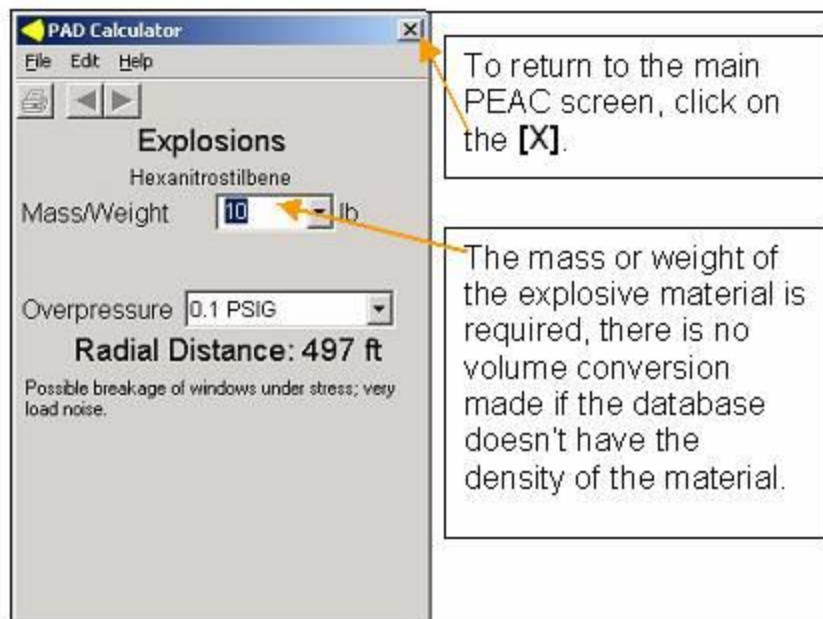 PAD Calculator
File Edit Help
Explosions
Hexanitrostilbene
Mass/Weight 10 lb
Overpressure 0.1 PSIG
Radial Distance: 497 ft
Possible breakage of windows under stress; very
load noise.
To return to the main
PEAC screen, click on
the [X].
The mass or weight of
the explosive material is
required, there is no
volume conversion
made if the database
doesn't have the
density of the material.